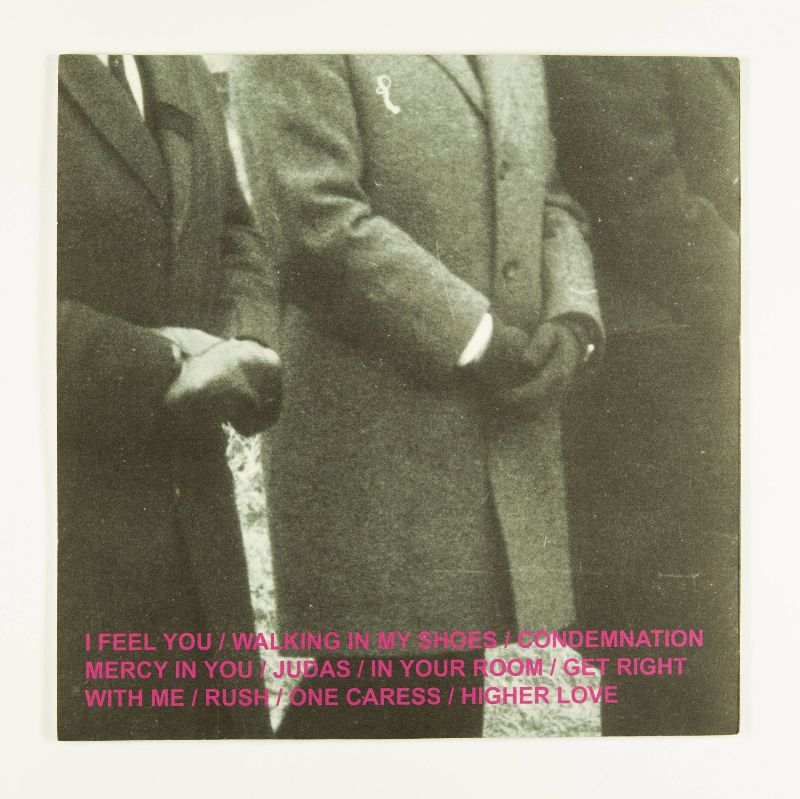 I FEEL YOU / WALKING IN MY SHOES / CONDEMNATION
MERCY IN YOU / JUDAS / IN YOUR ROOM / GET RIGHT
WITH ME / RUSH / ONE CARESS / HIGHER LOVE